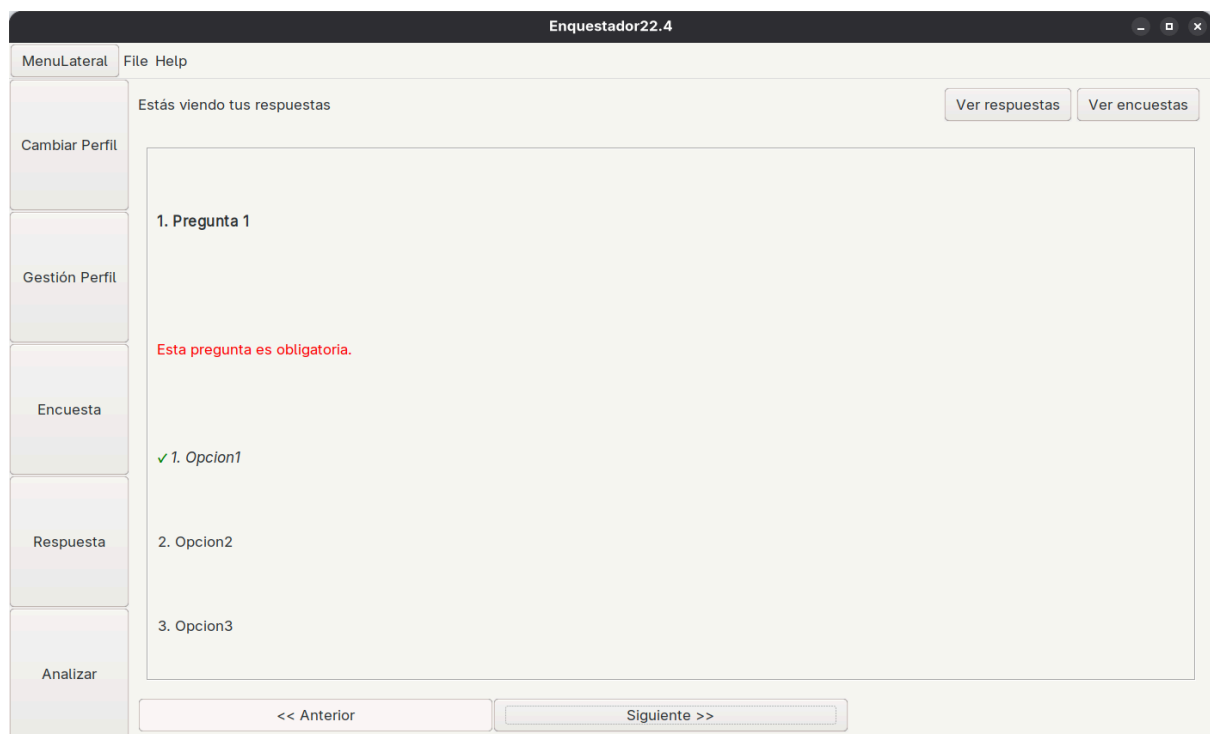 Enquestador22.4
MenuLateral File Help
Estás viendo tus respuestas
Ver respuestas
Ver encuestas
Cambiar Perfil
Gestión Perfil
Encuesta
Respuesta
Analizar
1. Pregunta 1
Esta pregunta es obligatoria.
✓ 1. Opcion1
2. Opcion2
3. Opcion3
<< Anterior
Siguiente >>